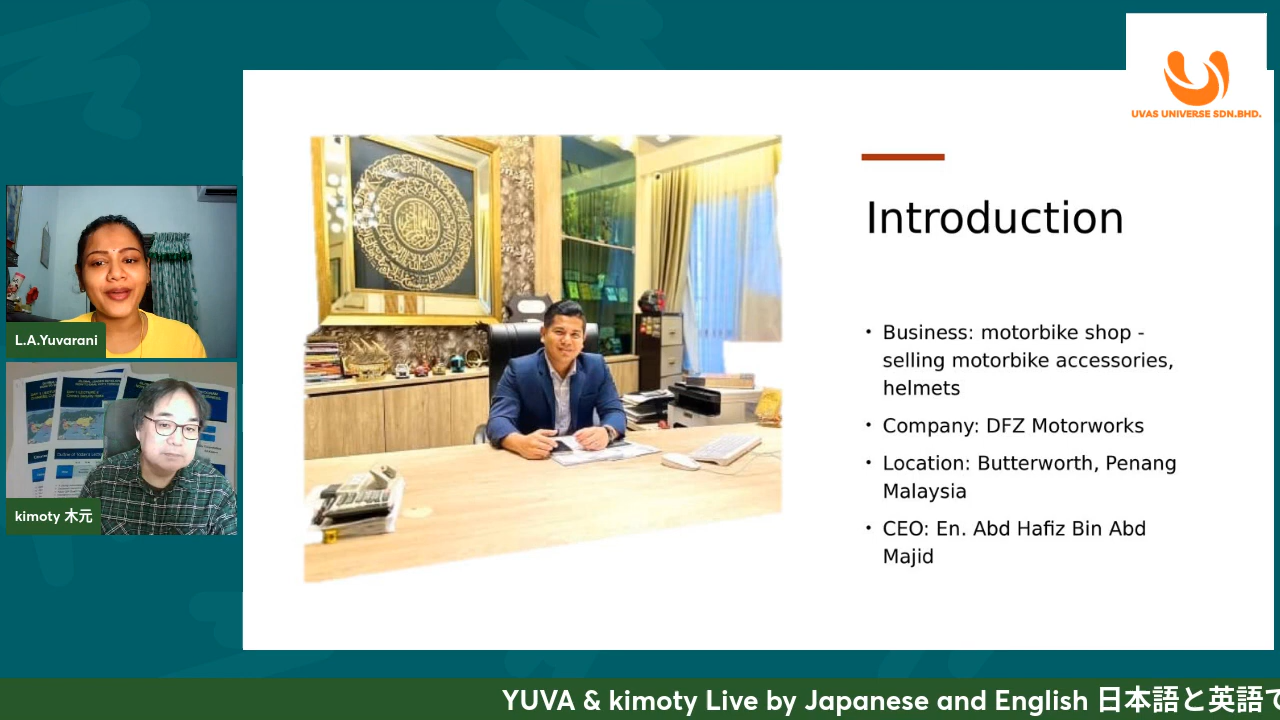 UVAS UNIVERSE SDN.BHD.
Introduction
• Business: motorbike shop -
selling motorbike accessories,
helmets
• Company: DFZ Motorworks
• Location: Butterworth, Penang
Malaysia
• CEO: En. Abd Hafiz Bin Abd
Majid
L.A.Yuvarani
kimoty 木元
YUVA & kimoty Live by Japanese and English 日本語と英語で